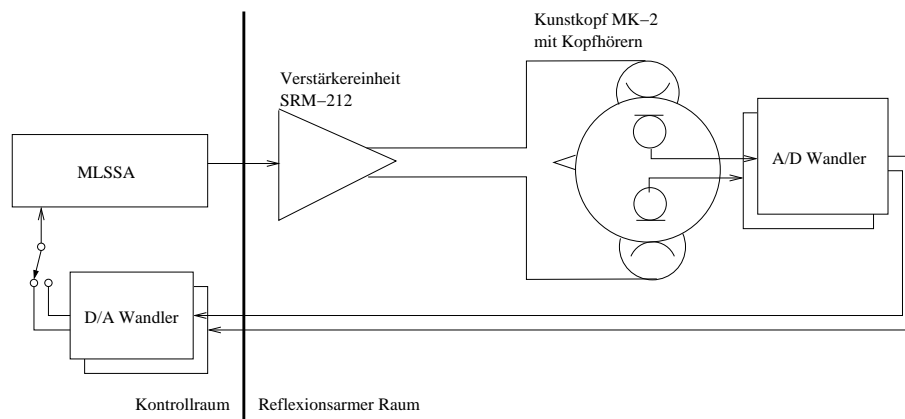 Kunstkopf MK−2
mit Kopfhörern
Verstärkereinheit
SRM−212
MLSSA
A/D Wandler
D/A Wandler
Kontrollraum
Reflexionsarmer Raum